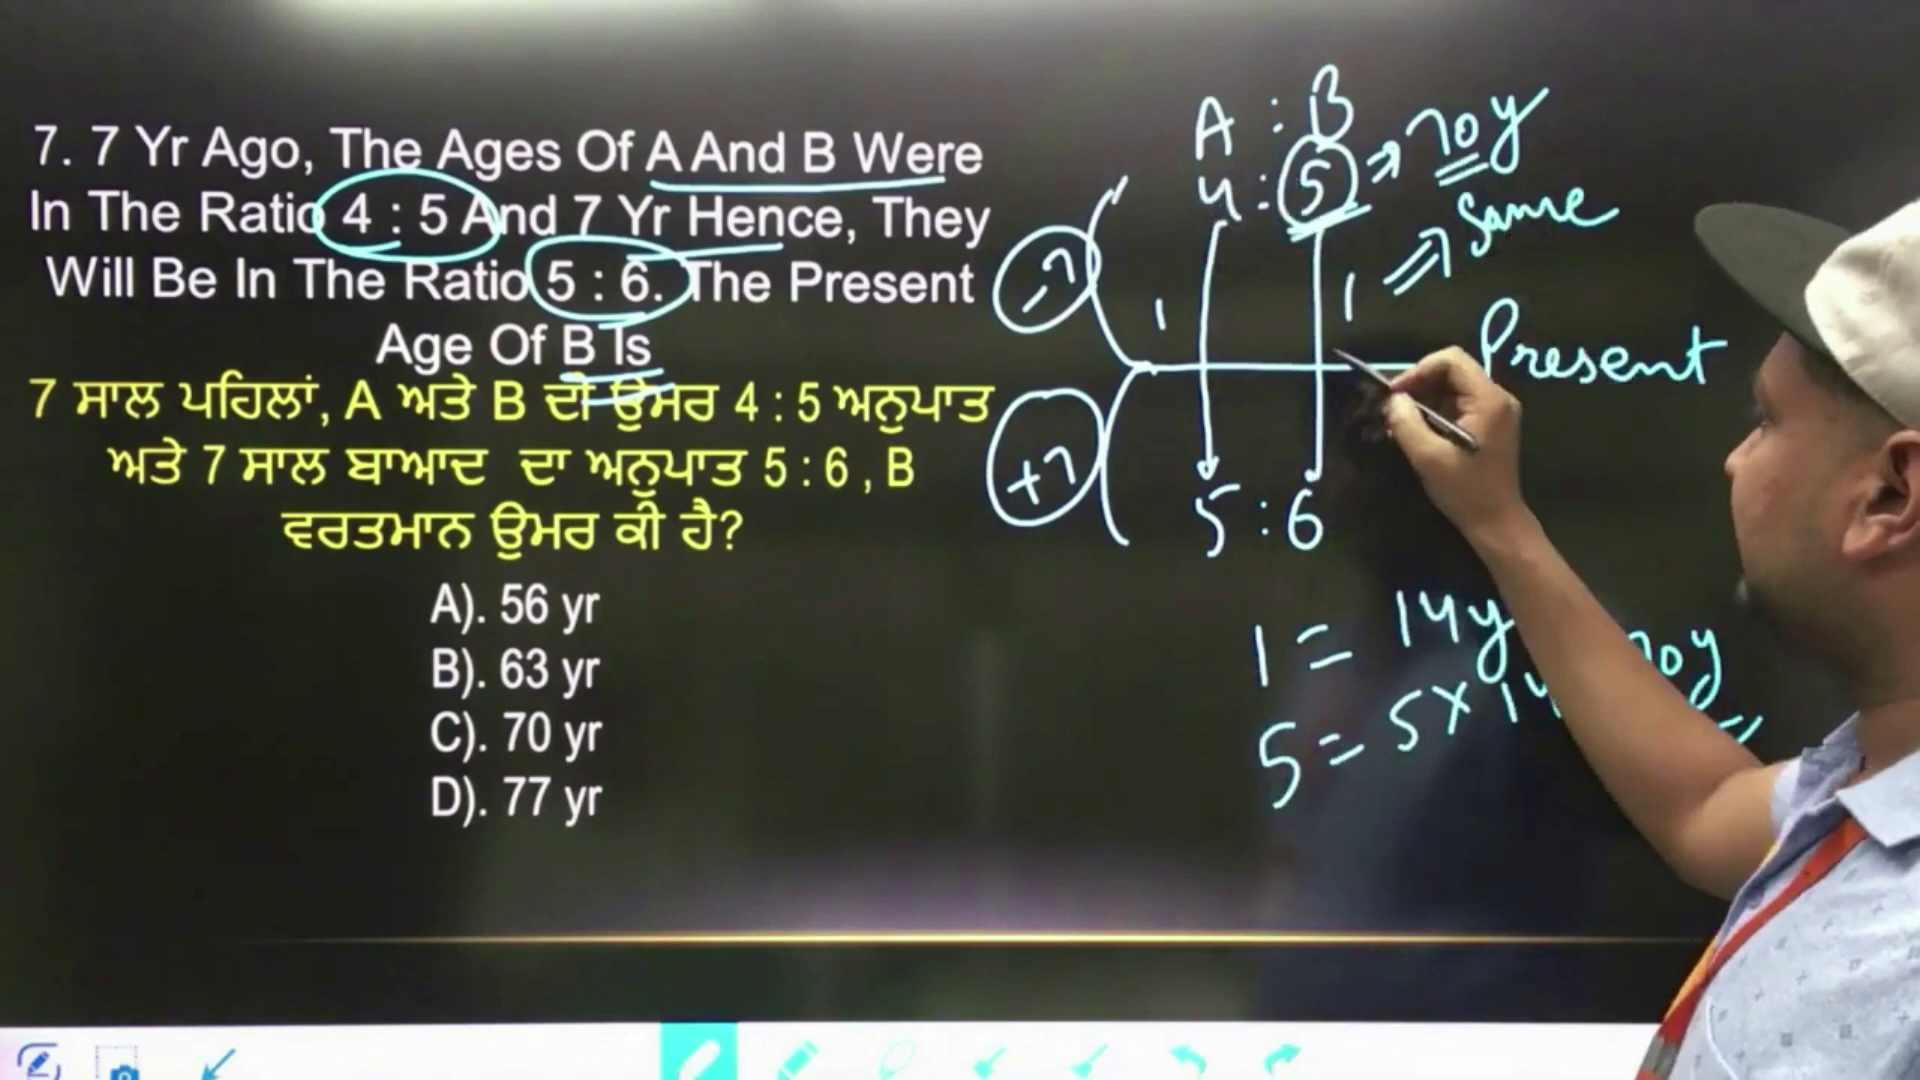 7. 7 Yr Ago, The Ages Of A And B Were
In The Ratio 4 : 5 And 7 Yr Hence, They
Will Be In The Ratio 5 : 6. The Present
Age Of B Is
7 ਸਾਲ ਪਹਿਲਾਂ, A ਅਤੇ B ਦੀ ਉਮਰ 4 : 5 ਅਨੁਪਾਤ
ਅਤੇ 7 ਸਾਲ ਬਾਆਦ ਦਾ ਅਨੁਪਾਤ 5 : 6 , B
ਵਰਤਮਾਨ ਉਮਰ ਕੀ ਹੈ?
A). 56 yr
B). 63 yr
C). 70 yr
D). 77 yr
A : B
4 : 5 ⇒ 70y
-7 1 1 ⇒ Same
Present
+7
5 : 6
1 = 14y
5 = 5 × 14 70y